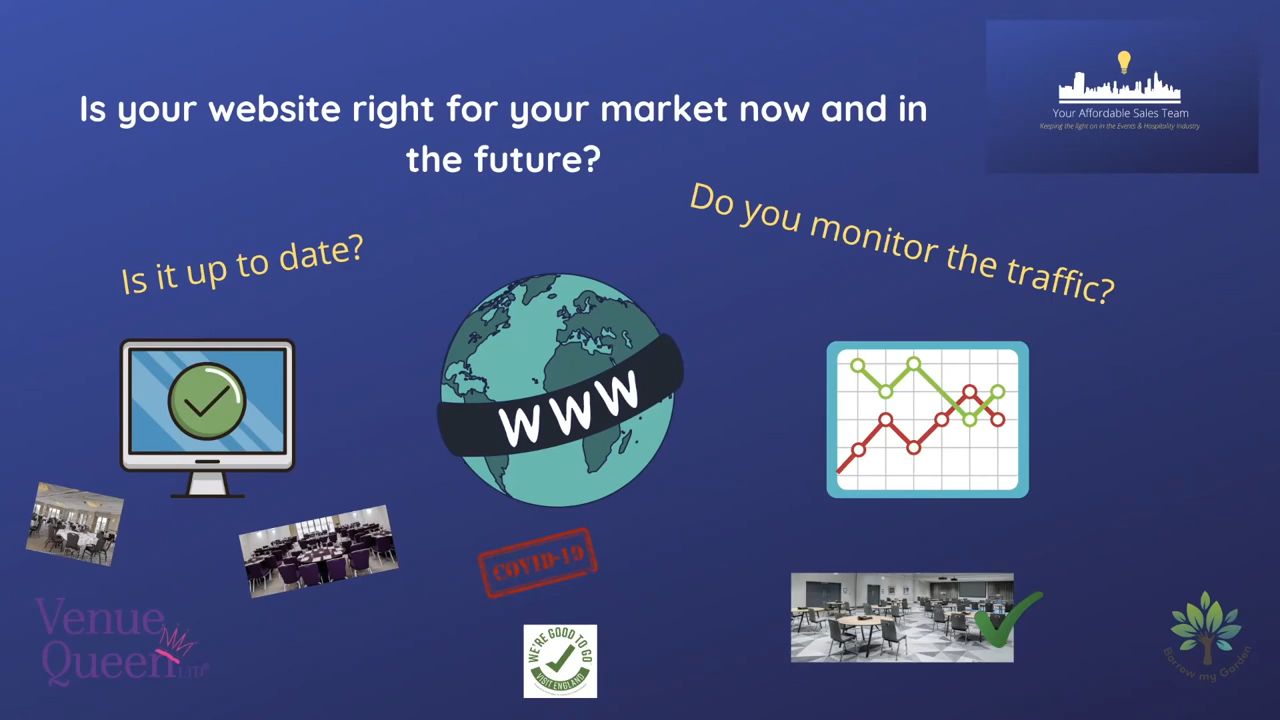 Is your website right for your market now and in
the future?
Your Affordable Sales Team
Keeping the light on in the Events & Hospitality Industry
Do you monitor the traffic?
Is it up to date?
WWW
COVID-19
WE'RE GOOD TO GO
VISIT ENGLAND
Venue
Queen LTD
Borrow my Garden